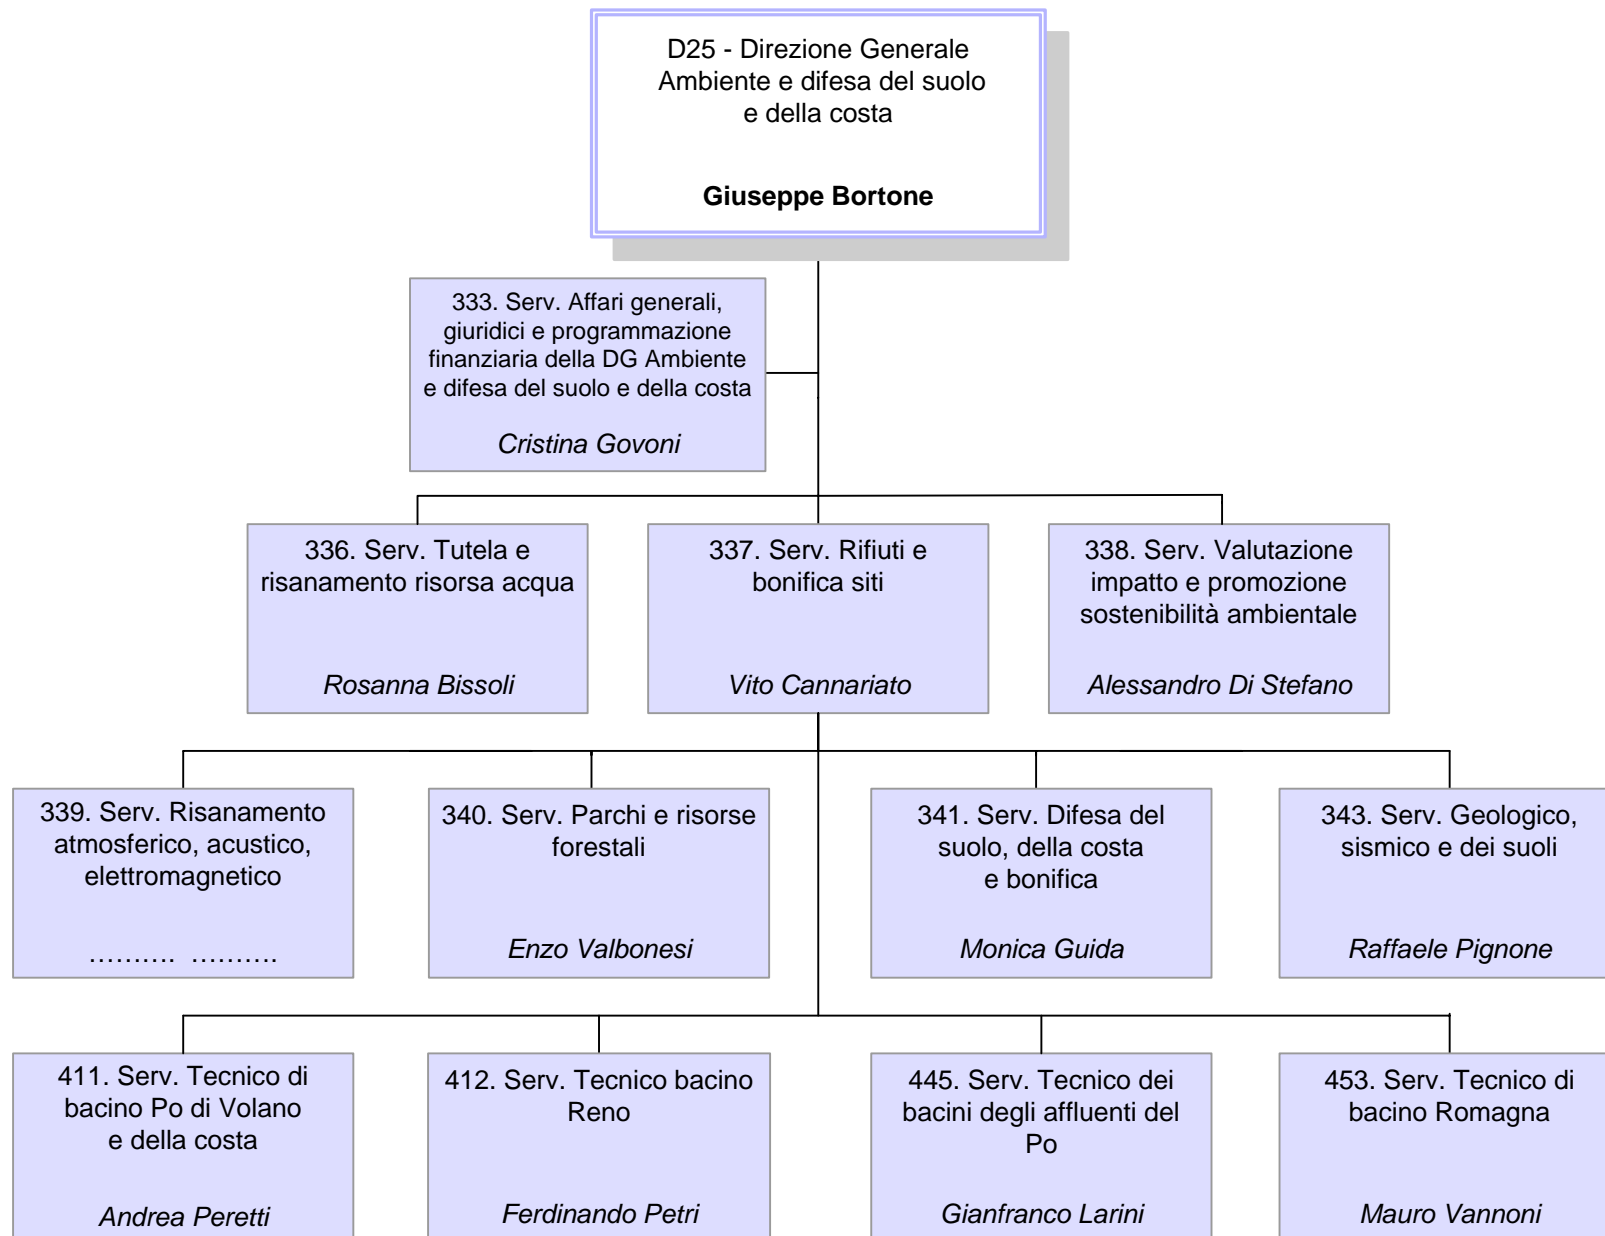 D25 - Direzione Generale
Ambiente e difesa del suolo
e della costa
Giuseppe Bortone
333. Serv. Affari generali,
giuridici e programmazione
finanziaria della DG Ambiente
e difesa del suolo e della costa
Cristina Govoni
336. Serv. Tutela e
risanamento risorsa acqua
Rosanna Bissoli
337. Serv. Rifiuti e
bonifica siti
Vito Cannariato
338. Serv. Valutazione
impatto e promozione
sostenibilità ambientale
Alessandro Di Stefano
339. Serv. Risanamento
atmosferico, acustico,
elettromagnetico
………. ……….
340. Serv. Parchi e risorse
forestali
Enzo Valbonesi
341. Serv. Difesa del
suolo, della costa
e bonifica
Monica Guida
343. Serv. Geologico,
sismico e dei suoli
Raffaele Pignone
411. Serv. Tecnico di
bacino Po di Volano
e della costa
Andrea Peretti
412. Serv. Tecnico bacino
Reno
Ferdinando Petri
445. Serv. Tecnico dei
bacini degli affluenti del
Po
Gianfranco Larini
453. Serv. Tecnico di
bacino Romagna
Mauro Vannoni